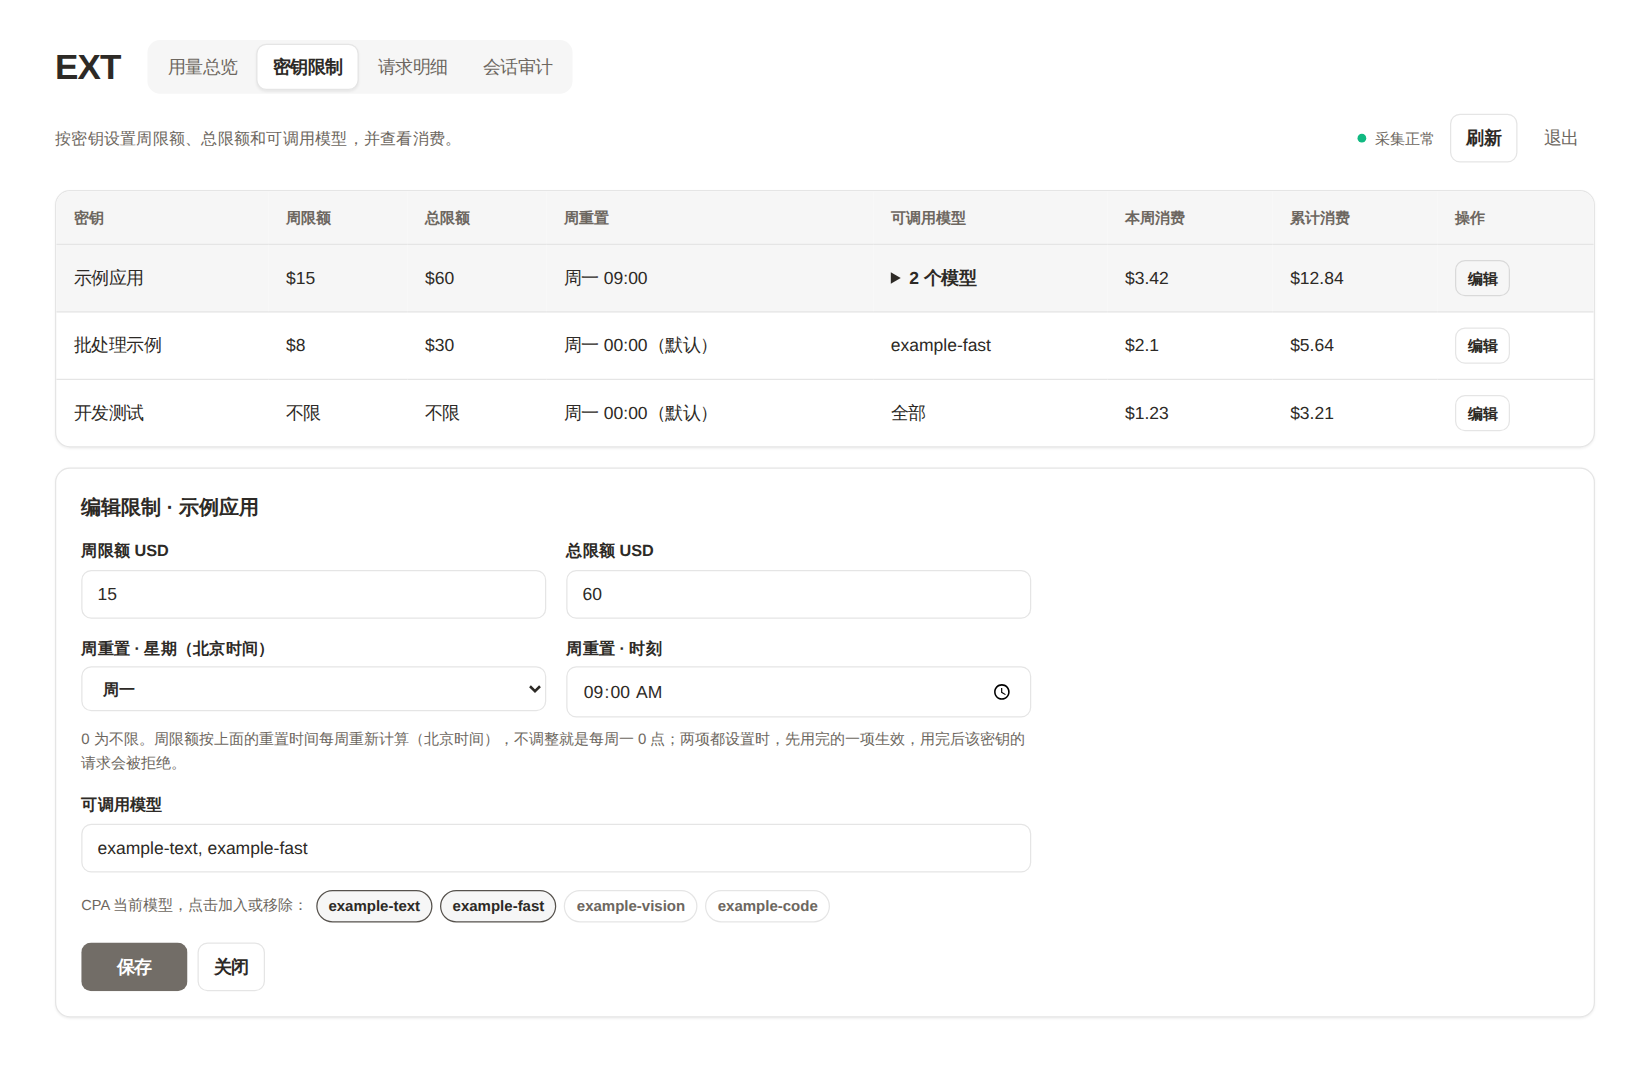 EXT 用量总览 密钥限制 请求明细 会话审计
按密钥设置周限额、总限额和可调用模型，并查看消费。 采集正常 刷新 退出
密钥 周限额 总限额 周重置 可调用模型 本周消费 累计消费 操作
示例应用 $15 $60 周一 09:00 ▶ 2 个模型 $3.42 $12.84 编辑
批处理示例 $8 $30 周一 00:00（默认） example-fast $2.1 $5.64 编辑
开发测试 不限 不限 周一 00:00（默认） 全部 $1.23 $3.21 编辑
编辑限制 · 示例应用
周限额 USD 总限额 USD
15 60
周重置 · 星期（北京时间） 周重置 · 时刻
周一 09:00 AM
0 为不限。周限额按上面的重置时间每周重新计算（北京时间），不调整就是每周一 0 点；两项都设置时，先用完的一项生效，用完后该密钥的
请求会被拒绝。
可调用模型
example-text, example-fast
CPA 当前模型，点击加入或移除： example-text example-fast example-vision example-code
保存 关闭